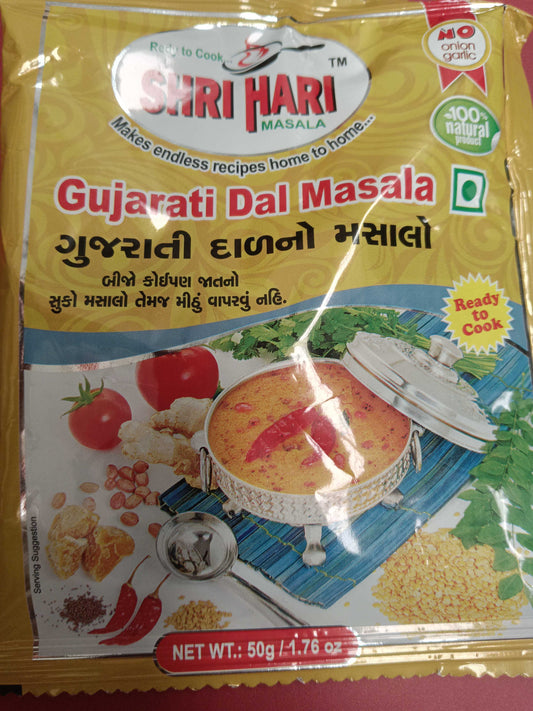 Redy to Cook
SHRI HARI TM
MASALA
Makes endless recipes home to home...
NO
onion
garlic
100%
natural
product
Gujarati Dal Masala
ગુજરાતી દાળનો મસાલો
બીજો કોઈપણ જાતનો
સુકો મસાલો તેમજ મીઠું વાપરવું નહિ.
Ready
to
Cook
Serving Suggestion
NET WT.: 50g / 1.76 oz